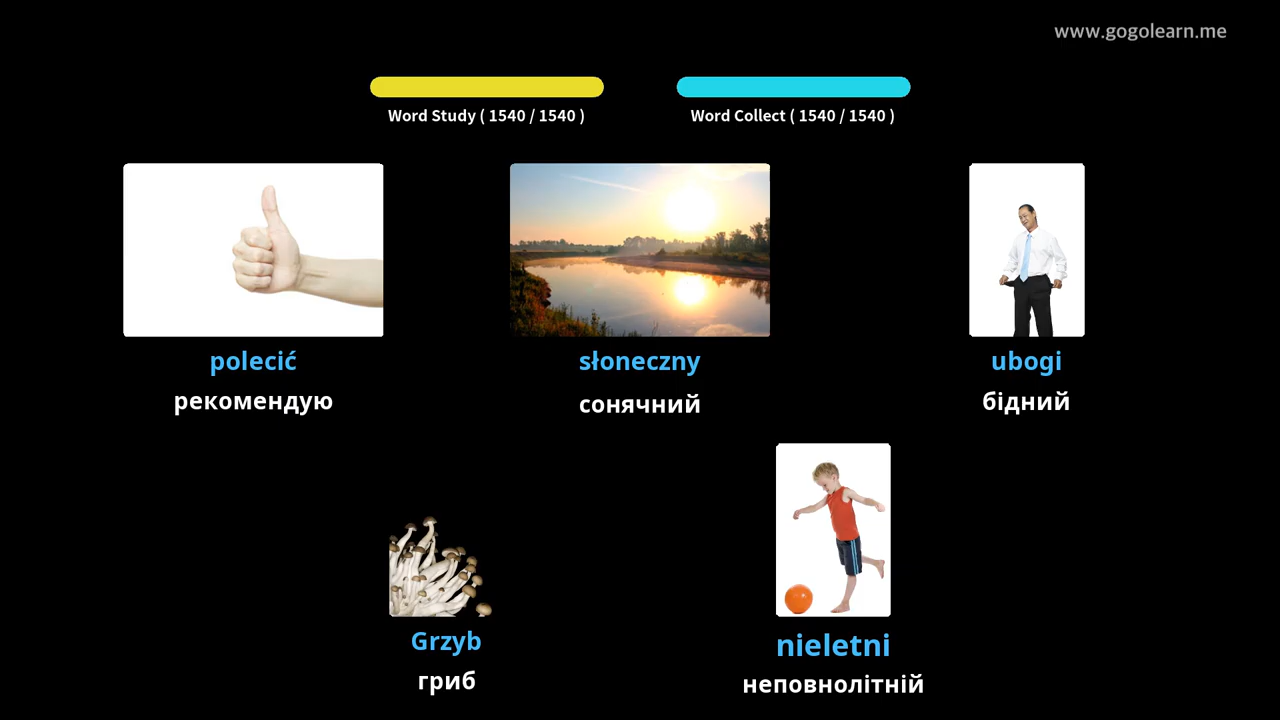 www.gogolearn.me
Word Study ( 1540 / 1540 )
Word Collect ( 1540 / 1540 )
polecić
słoneczny
ubogi
рекомендую
сонячний
бідний
Grzyb
nieletni
гриб
неповнолітній